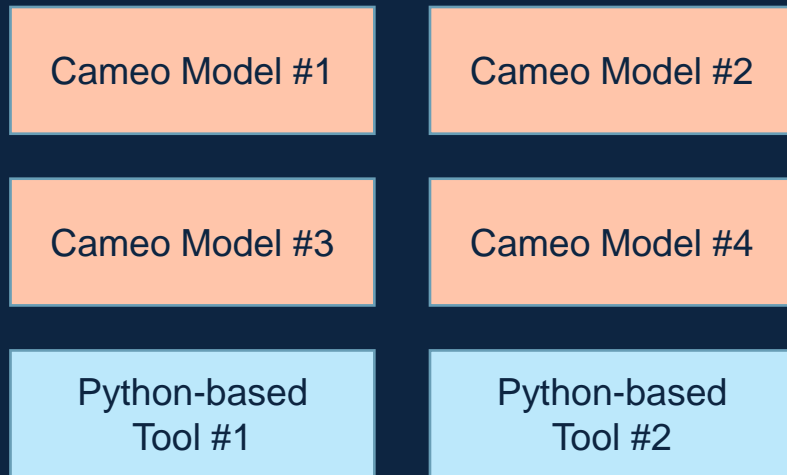 Cameo Model #1
Cameo Model #2
Cameo Model #3
Cameo Model #4
Python-based
Tool #1
Python-based
Tool #2